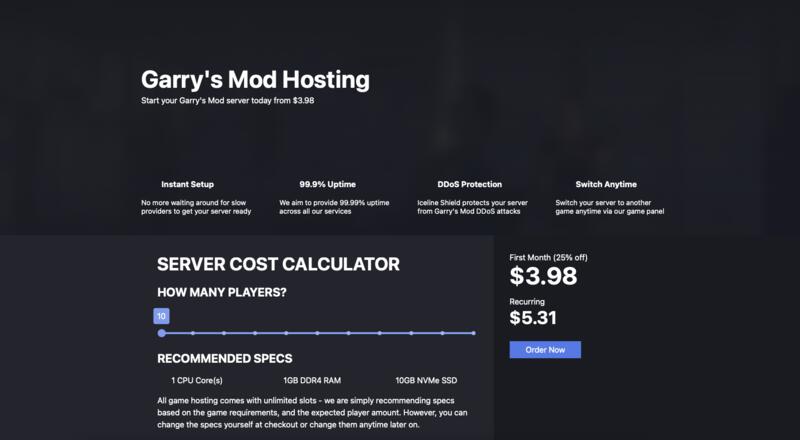 Garry's Mod Hosting
Start your Garry's Mod server today from $3.98
Instant Setup
No more waiting around for slow
providers to get your server ready
99.9% Uptime
We aim to provide 99.99% uptime
across all our services
DDoS Protection
Iceline Shield protects your server
from Garry's Mod DDoS attacks
Switch Anytime
Switch your server to another
game anytime via our game panel
SERVER COST CALCULATOR
HOW MANY PLAYERS?
10
RECOMMENDED SPECS
1 CPU Core(s)
1GB DDR4 RAM
10GB NVMe SSD
All game hosting comes with unlimited slots - we are simply recommending specs
based on the game requirements, and the expected player amount. However, you can
change the specs yourself at checkout or change them anytime later on.
First Month (25% off)
$3.98
Recurring
$5.31
Order Now